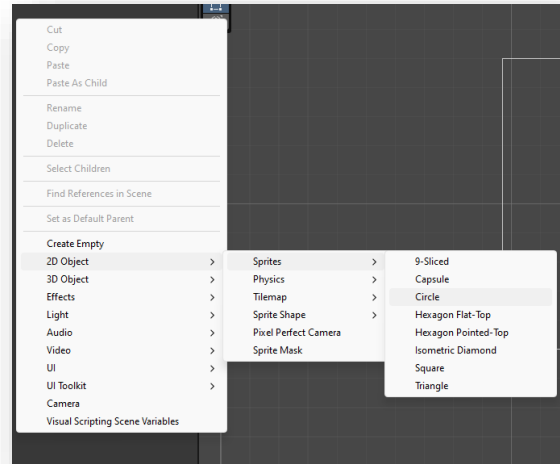 Cut
Copy
Paste
Paste As Child
Rename
Duplicate
Delete
Select Children
Find References in Scene
Set as Default Parent
Create Empty
2D Object
3D Object
Effects
Light
Audio
Video
UI
UI Toolkit
Camera
Visual Scripting Scene Variables
Sprites
Physics
Tilemap
Sprite Shape
Pixel Perfect Camera
Sprite Mask
9-Sliced
Capsule
Circle
Hexagon Flat-Top
Hexagon Pointed-Top
Isometric Diamond
Square
Triangle